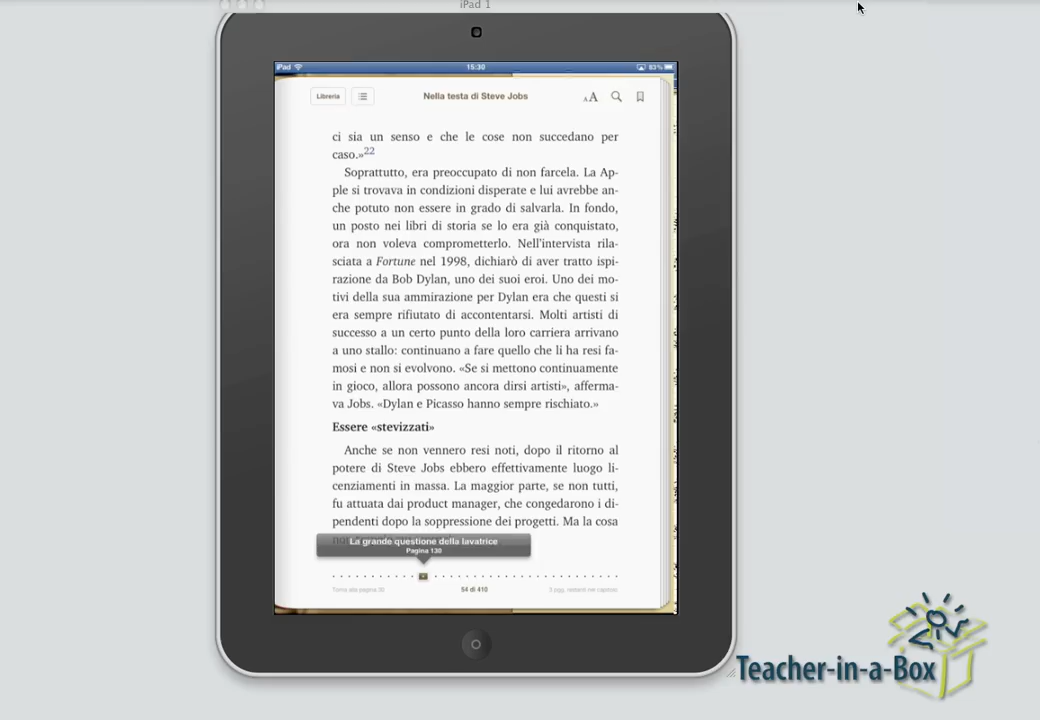 iPad 1
iPad
15:30
83%
Libreria
Nella testa di Steve Jobs
AA
ci sia un senso e che le cose non succedano per
caso.»22
Soprattutto, era preoccupato di non farcela. La Ap-
ple si trovava in condizioni disperate e lui avrebbe an-
che potuto non essere in grado di salvarla. In fondo,
un posto nei libri di storia se lo era già conquistato,
ora non voleva comprometterlo. Nell'intervista rila-
sciata a Fortune nel 1998, dichiarò di aver tratto ispi-
razione da Bob Dylan, uno dei suoi eroi. Uno dei mo-
tivi della sua ammirazione per Dylan era che questi si
era sempre rifiutato di accontentarsi. Molti artisti di
successo a un certo punto della loro carriera arrivano
a uno stallo: continuano a fare quello che li ha resi fa-
mosi e non si evolvono. «Se si mettono continuamente
in gioco, allora possono ancora dirsi artisti», afferma-
va Jobs. «Dylan e Picasso hanno sempre rischiato.»
Essere «stevizzati»
Anche se non vennero resi noti, dopo il ritorno al
potere di Steve Jobs ebbero effettivamente luogo li-
cenziamenti in massa. La maggior parte, se non tutti,
fu attuata dai product manager, che congedarono i di-
pendenti dopo la soppressione dei progetti. Ma la cosa
La grande questione della lavatrice
Pagina 130
Torna alla pagina
54 di 410
3 pagg. restanti nel capitolo
Teacher-in-a-Box